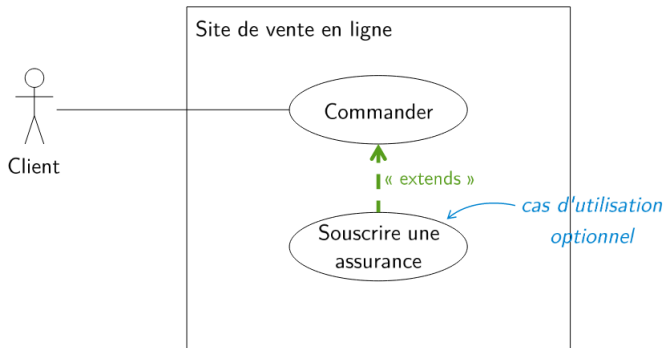 Site de vente en ligne
Commander
Client
« extends »
cas d'utilisation
optionnel
Souscrire une
assurance